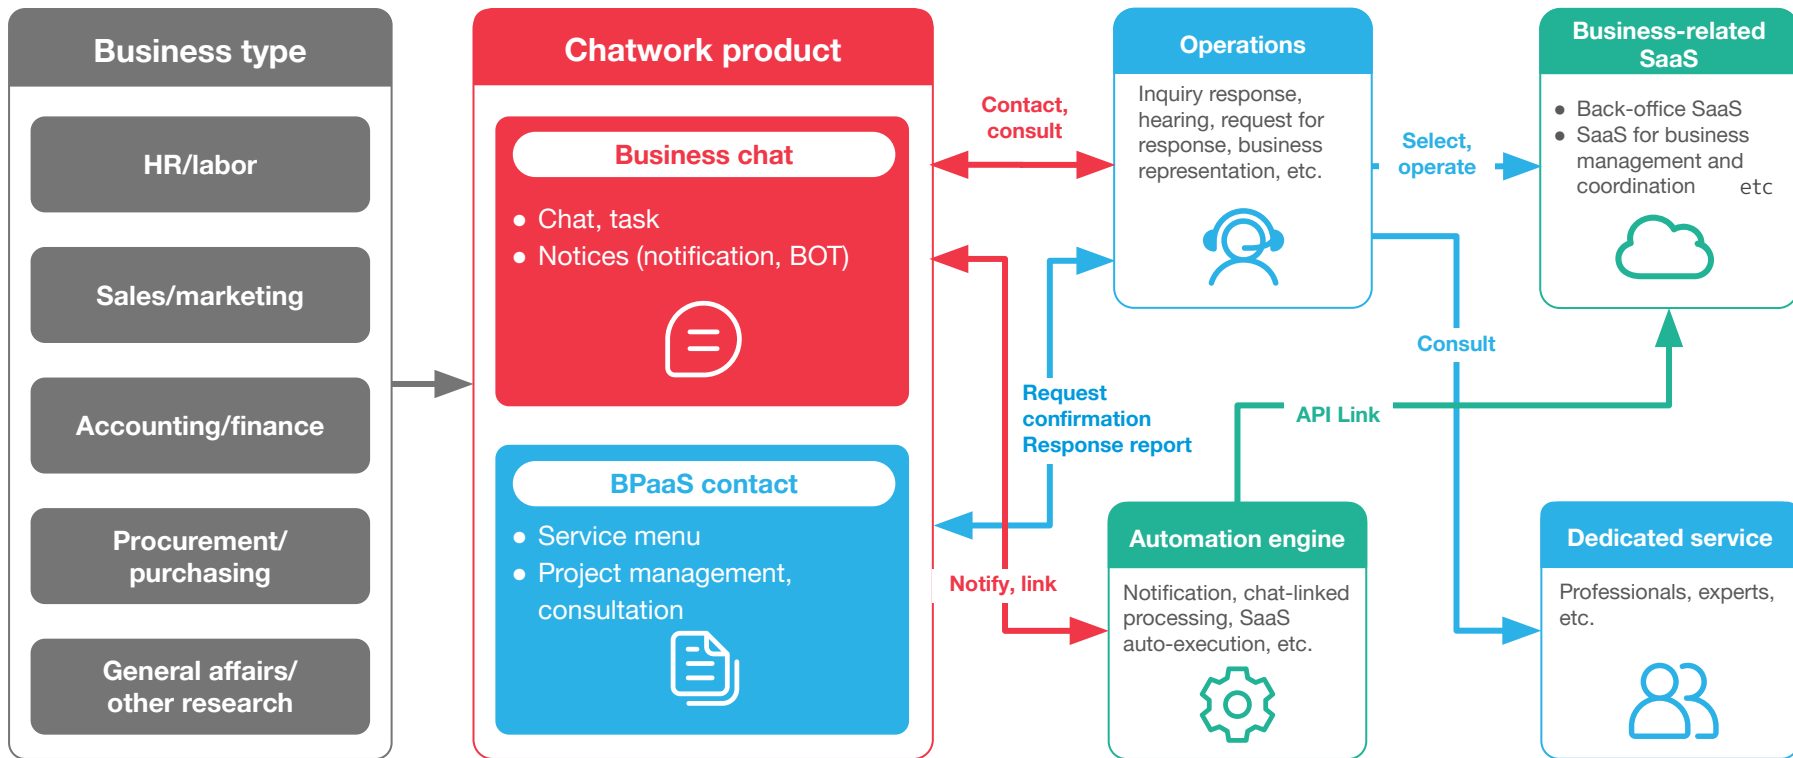 Business type
HR/labor
Sales/marketing
Accounting/finance
Procurement/
purchasing
General affairs/
other research
Chatwork product
Business chat
● Chat, task
● Notices (notification, BOT)
BPaaS contact
● Service menu
● Project management,
consultation
Contact,
consult
Request
confirmation
Response report
Notify, link
Operations
Inquiry response,
hearing, request for
response, business
representation, etc.
Select,
operate
Consult
API Link
Automation engine
Notification, chat-linked
processing, SaaS
auto-execution, etc.
Business-related
SaaS
● Back-office SaaS
● SaaS for business
management and
coordination etc
Dedicated service
Professionals, experts,
etc.